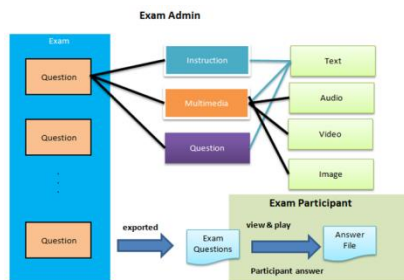 Exam Admin
Exam
Instruction
Text
Question
Multimedia
Audio
Question
Question
Video
Image
Exam Participant
Question
exported
Exam
Questions
view & play
Answer
File
Participant answer